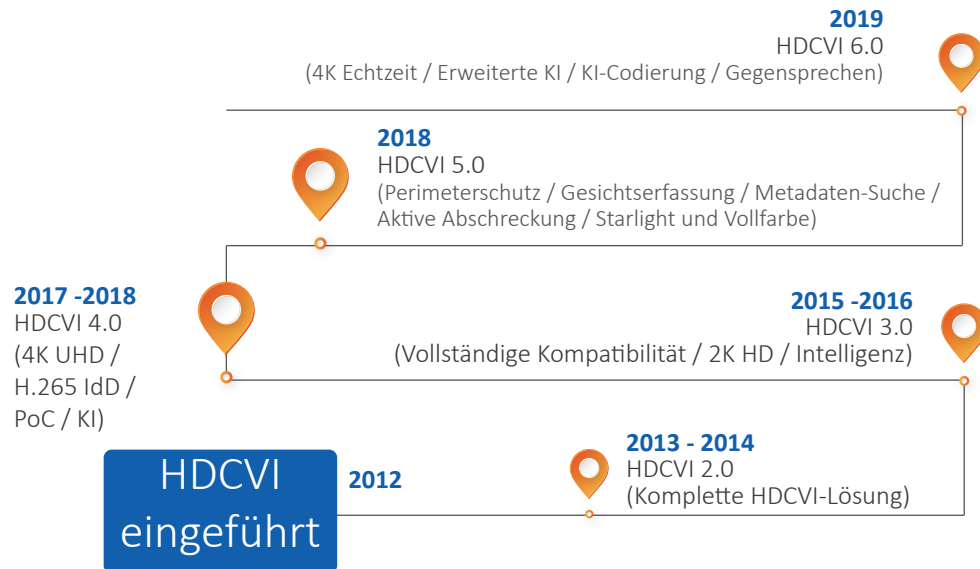 2019
HDCVI 6.0
(4K Echtzeit / Erweiterte KI / KI-Codierung / Gegensprechen)
2018
HDCVI 5.0
(Perimeterschutz / Gesichtserfassung / Metadaten-Suche /
Aktive Abschreckung / Starlight und Vollfarbe)
2017 -2018
HDCVI 4.0
(4K UHD /
H.265 IdD /
PoC / KI)
2015 -2016
HDCVI 3.0
(Vollständige Kompatibilität / 2K HD / Intelligenz)
2013 - 2014
HDCVI 2.0
(Komplette HDCVI-Lösung)
HDCVI
eingeführt
2012